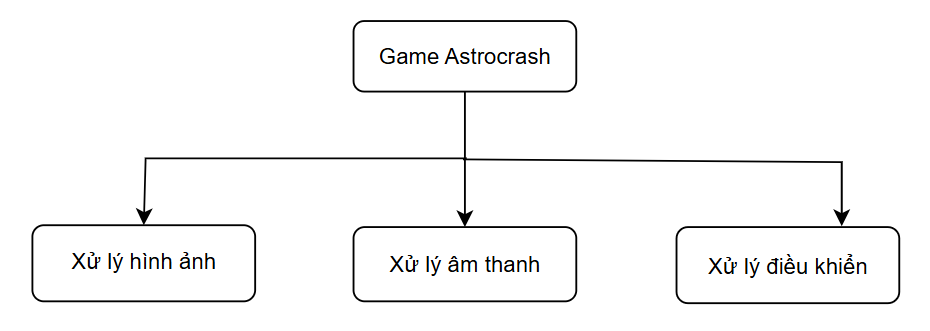 Game Astrocrash
Xử lý hình ảnh
Xử lý âm thanh
Xử lý điều khiển